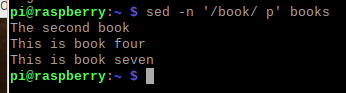 pi@raspberry:~ $ sed -n '/book/ p' books
The second book
This is book four
This is book seven
pi@raspberry:~ $